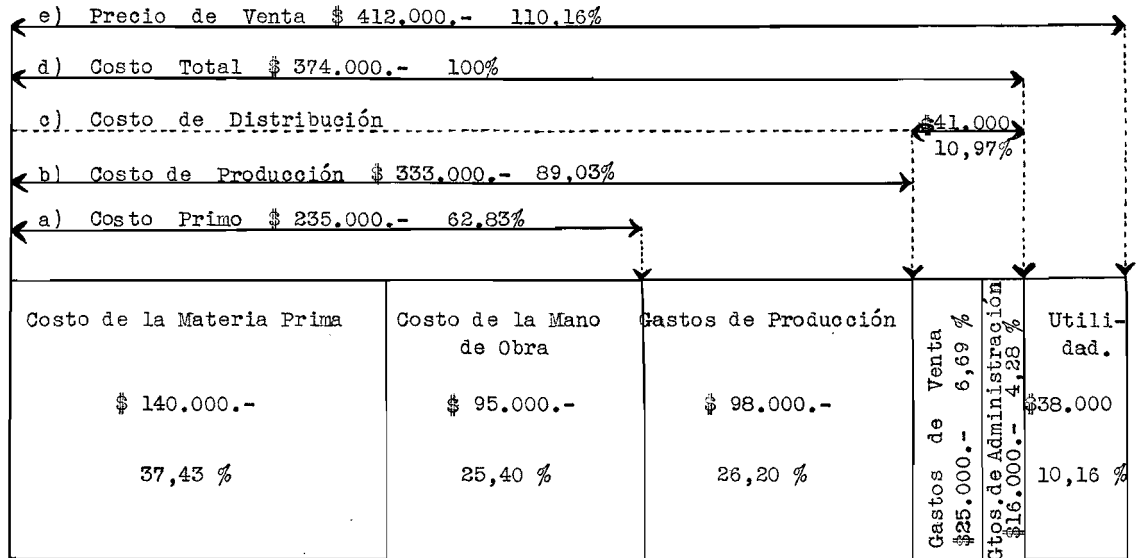 e) Precio de Venta $ 412.000.- 110,16%
d) Costo Total $ 374.000.- 100%
c) Costo de Distribución $41.000
10,97%
b) Costo de Producción $ 333.000.- 89,03%
a) Costo Primo $ 235.000.- 62,83%
Costo de la Materia Prima
$ 140.000.-
37,43 %
Costo de la Mano
de Obra
$ 95.000.-
25,40 %
Gastos de Producción
$ 98.000.-
26,20 %
Gastos de Venta
$25.000.- 6,69 %
Gtos.de Administración
$16.000.- 4,28 %
Utili-
dad.
$38.000
10,16 %